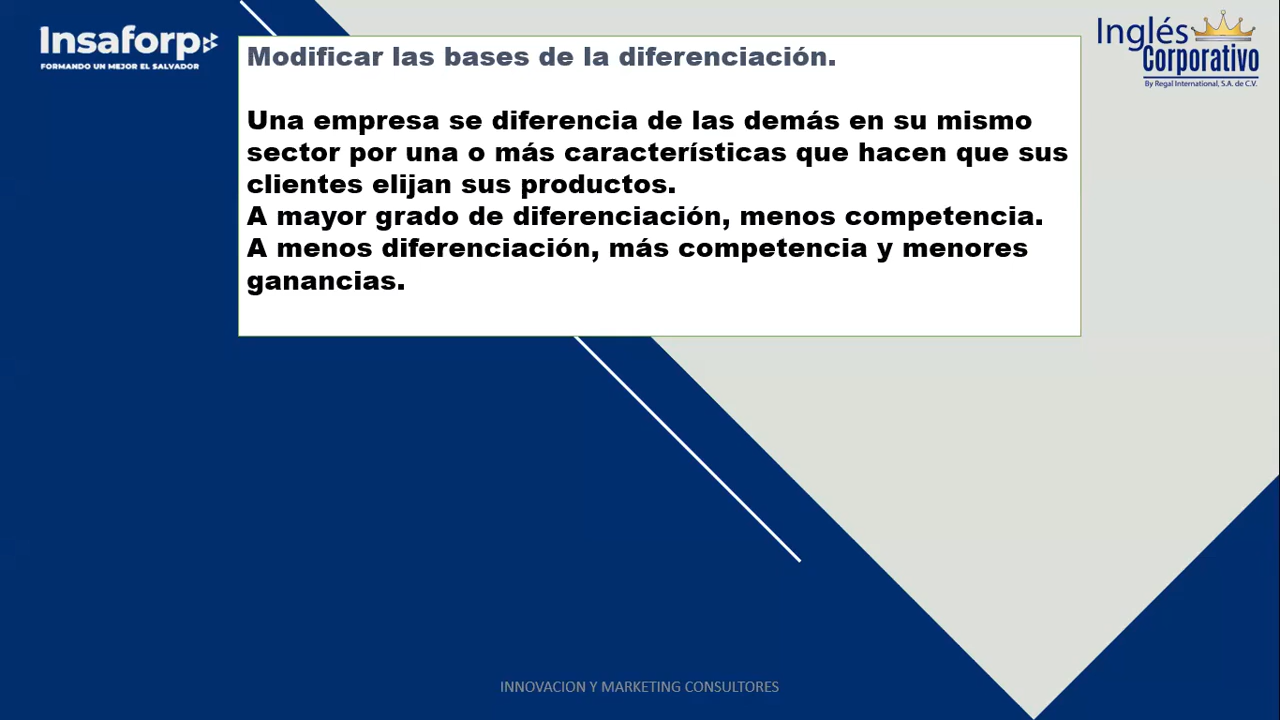 Insaforp
FORMANDO UN MEJOR EL SALVADOR
Inglés
Corporativo
By Regal International, S.A. de C.V.
Modificar las bases de la diferenciación.
Una empresa se diferencia de las demás en su mismo
sector por una o más características que hacen que sus
clientes elijan sus productos.
A mayor grado de diferenciación, menos competencia.
A menos diferenciación, más competencia y menores
ganancias.
INNOVACION Y MARKETING CONSULTORES